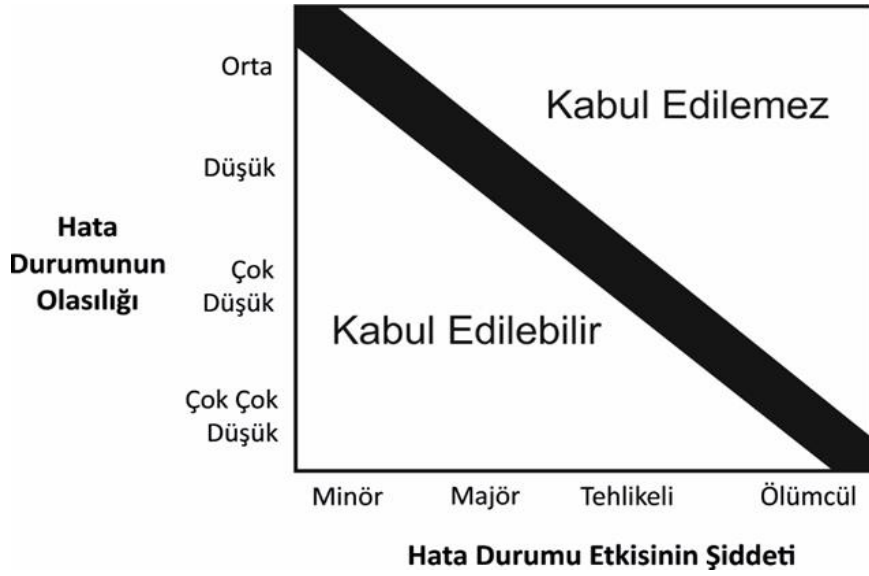 Orta
Düşük
Çok
Düşük
Çok Çok
Düşük
Hata
Durumunun
Olasılığı
Kabul Edilemez
Kabul Edilebilir
Minör
Majör
Tehlikeli
Ölümcül
Hata Durumu Etkisinin Şiddeti